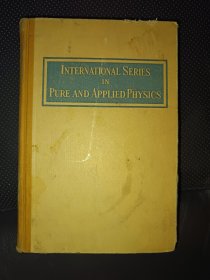 INTERNATIONAL SERIES
IN
PURE AND APPLIED PHYSICS